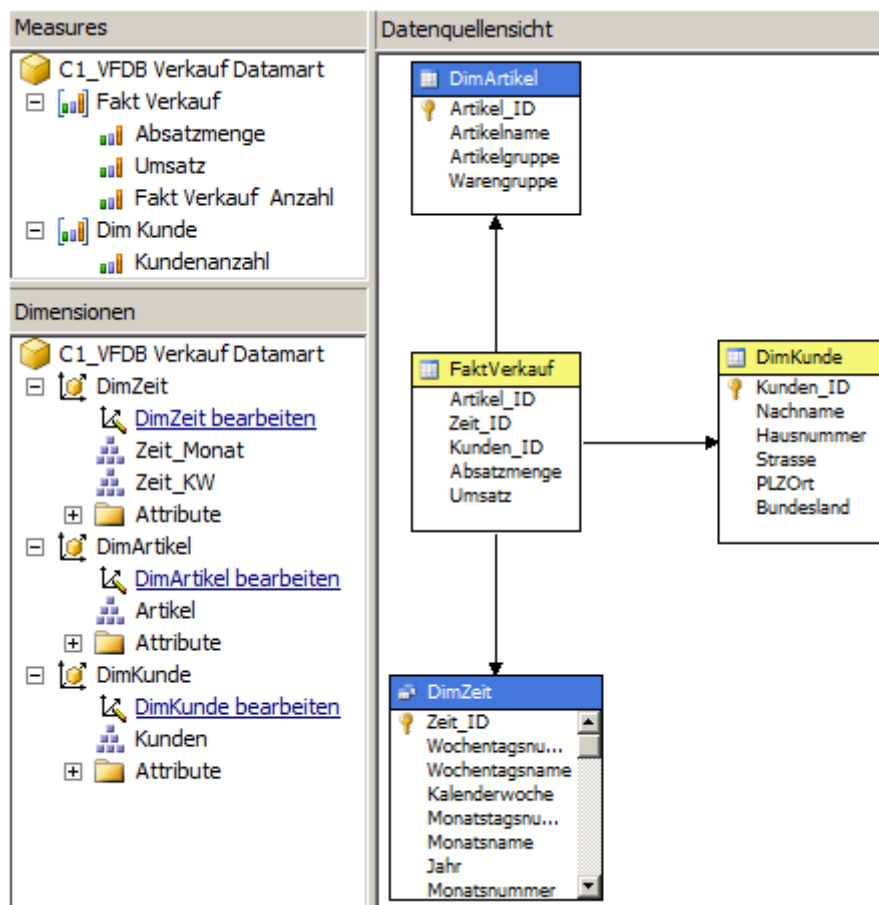 Measures
C1_VFDB Verkauf Datamart
Fakt Verkauf
Absatzmenge
Umsatz
Fakt Verkauf Anzahl
Dim Kunde
Kundenanzahl
Dimensionen
C1_VFDB Verkauf Datamart
DimZeit
DimZeit bearbeiten
Zeit_Monat
Zeit_KW
Attribute
DimArtikel
DimArtikel bearbeiten
Artikel
Attribute
DimKunde
DimKunde bearbeiten
Kunden
Attribute
Datenquellensicht
DimArtikel
Artikel_ID
Artikelname
Artikelgruppe
Warengruppe
FaktVerkauf
Artikel_ID
Zeit_ID
Kunden_ID
Absatzmenge
Umsatz
DimKunde
Kunden_ID
Nachname
Hausnummer
Strasse
PLZOrt
Bundesland
DimZeit
Zeit_ID
Wochentagsnu...
Wochentagsname
Kalenderwoche
Monatstagsnu...
Monatsname
Jahr
Monatsnummer